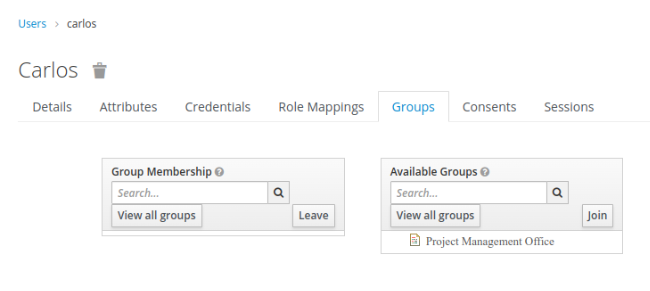 Users > carlos
Carlos
Details Attributes Credentials Role Mappings Groups Consents Sessions
Group Membership
Search...
View all groups Leave
Available Groups
Search...
View all groups Join
Project Management Office